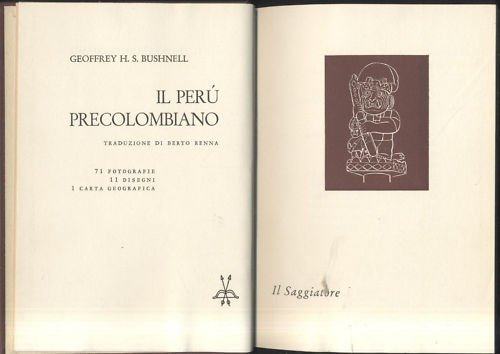 GEOFFREY H. S. BUSHNELL
IL PERÚ
PRECOLOMBIANO
TRADUZIONE DI BERTO RENNA
71 FOTOGRAFIE
11 DISEGNI
1 CARTA GEOGRAFICA
Il Saggiatore